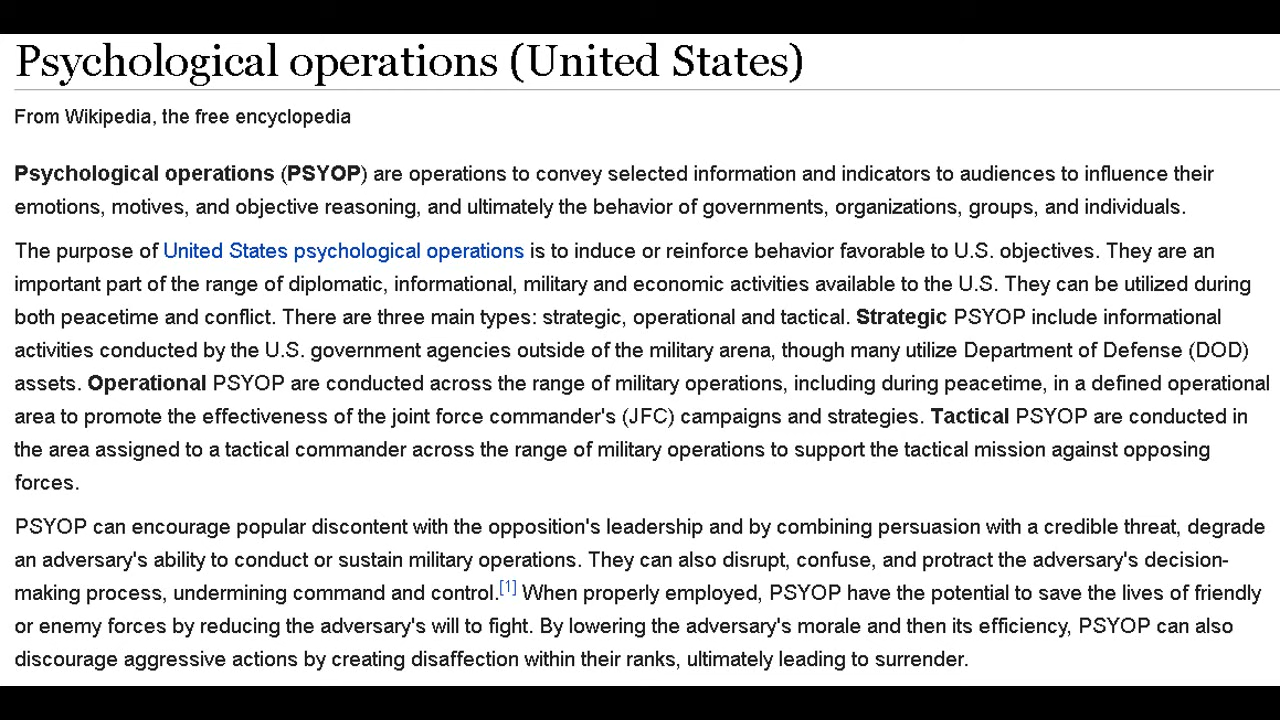 Psychological operations (United States)
From Wikipedia, the free encyclopedia
Psychological operations (PSYOP) are operations to convey selected information and indicators to audiences to influence their
emotions, motives, and objective reasoning, and ultimately the behavior of governments, organizations, groups, and individuals.
The purpose of United States psychological operations is to induce or reinforce behavior favorable to U.S. objectives. They are an
important part of the range of diplomatic, informational, military and economic activities available to the U.S. They can be utilized during
both peacetime and conflict. There are three main types: strategic, operational and tactical. Strategic PSYOP include informational
activities conducted by the U.S. government agencies outside of the military arena, though many utilize Department of Defense (DOD)
assets. Operational PSYOP are conducted across the range of military operations, including during peacetime, in a defined operational
area to promote the effectiveness of the joint force commander's (JFC) campaigns and strategies. Tactical PSYOP are conducted in
the area assigned to a tactical commander across the range of military operations to support the tactical mission against opposing
forces.
PSYOP can encourage popular discontent with the opposition's leadership and by combining persuasion with a credible threat, degrade
an adversary's ability to conduct or sustain military operations. They can also disrupt, confuse, and protract the adversary's decision-
making process, undermining command and control.[1] When properly employed, PSYOP have the potential to save the lives of friendly
or enemy forces by reducing the adversary's will to fight. By lowering the adversary's morale and then its efficiency, PSYOP can also
discourage aggressive actions by creating disaffection within their ranks, ultimately leading to surrender.